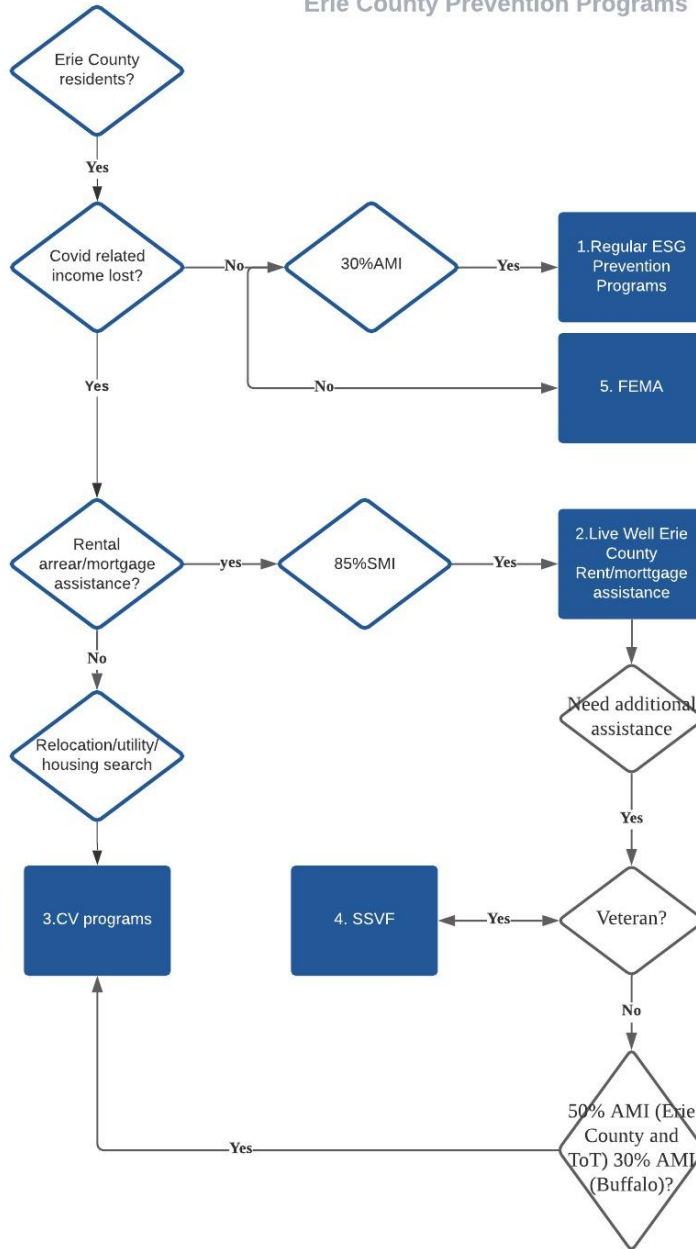 Erie County Prevention Programs
Erie County
residents?
Yes
Covid related
income lost?
No
30%AMI
Yes
1.Regular ESG
Prevention
Programs
No
5. FEMA
Yes
Rental
arrear/mortgage
assistance?
yes
85%SMI
Yes
2.Live Well Erie
County
Rent/morttgage
assistance
No
Need additional
assistance
Relocation/utility/
housing search
Yes
3.CV programs
4. SSVF
Yes
Veteran?
No
50% AMI (Erie
County and
ToT) 30% AMI
(Buffalo)?
Yes